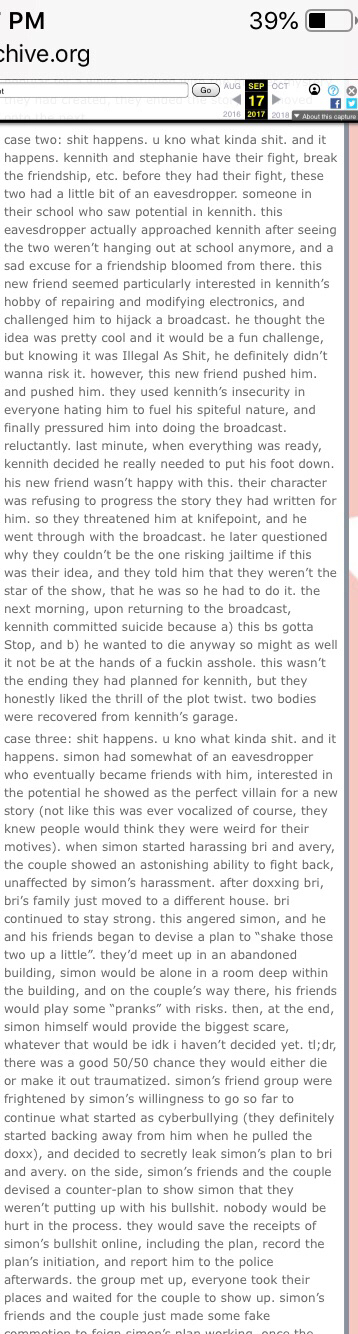 PM
39%
chive.org
Go
AUG
SEP
OCT
17
2016
2017
2018
About this capture
case two: shit happens. u kno what kinda shit. and it
happens. kennith and stephanie have their fight, break
the friendship, etc. before they had their fight, these
two had a little bit of an eavesdropper. someone in
their school who saw potential in kennith. this
eavesdropper actually approached kennith after seeing
the two weren't hanging out at school anymore, and a
sad excuse for a friendship bloomed from there. this
new friend seemed particularly interested in kennith's
hobby of repairing and modifying electronics, and
challenged him to hijack a broadcast. he thought the
idea was pretty cool and it would be a fun challenge,
but knowing it was Illegal As Shit, he definitely didn't
wanna risk it. however, this new friend pushed him.
and pushed him. they used kennith's insecurity in
everyone hating him to fuel his spiteful nature, and
finally pressured him into doing the broadcast.
reluctantly. last minute, when everything was ready,
kennith decided he really needed to put his foot down.
his new friend wasn't happy with this. their character
was refusing to progress the story they had written for
him. so they threatened him at knifepoint, and he
went through with the broadcast. he later questioned
why they couldn't be the one risking jailtime if this
was their idea, and they told him that they weren't the
star of the show, that he was so he had to do it. the
next morning, upon returning to the broadcast,
kennith committed suicide because a) this bs gotta
Stop, and b) he wanted to die anyway so might as well
it not be at the hands of a fuckin asshole. this wasn't
the ending they had planned for kennith, but they
honestly liked the thrill of the plot twist. two bodies
were recovered from kennith's garage.
case three: shit happens. u kno what kinda shit. and it
happens. simon had somewhat of an eavesdropper
who eventually became friends with him, interested in
the potential he showed as the perfect villain for a new
story (not like this was ever vocalized of course, they
knew people would think they were weird for their
motives). when simon started harassing bri and avery,
the couple showed an astonishing ability to fight back,
unaffected by simon's harassment. after doxxing bri,
bri's family just moved to a different house. bri
continued to stay strong. this angered simon, and he
and his friends began to devise a plan to "shake those
two up a little". they'd meet up in an abandoned
building, simon would be alone in a room deep within
the building, and on the couple's way there, his friends
would play some "pranks" with risks. then, at the end,
simon himself would provide the biggest scare,
whatever that would be idk i haven't decided yet. tl;dr,
there was a good 50/50 chance they would either die
or make it out traumatized. simon's friend group were
frightened by simon's willingness to go so far to
continue what started as cyberbullying (they definitely
started backing away from him when he pulled the
doxx), and decided to secretly leak simon's plan to bri
and avery. on the side, simon's friends and the couple
devised a counter-plan to show simon that they
weren't putting up with his bullshit. nobody would be
hurt in the process. they would save the receipts of
simon's bullshit online, including the plan, record the
plan's initiation, and report him to the police
afterwards. the group met up, everyone took their
places and waited for the couple to show up. simon's
friends and the couple just made some fake
commotion to feign simon's plan working. once the